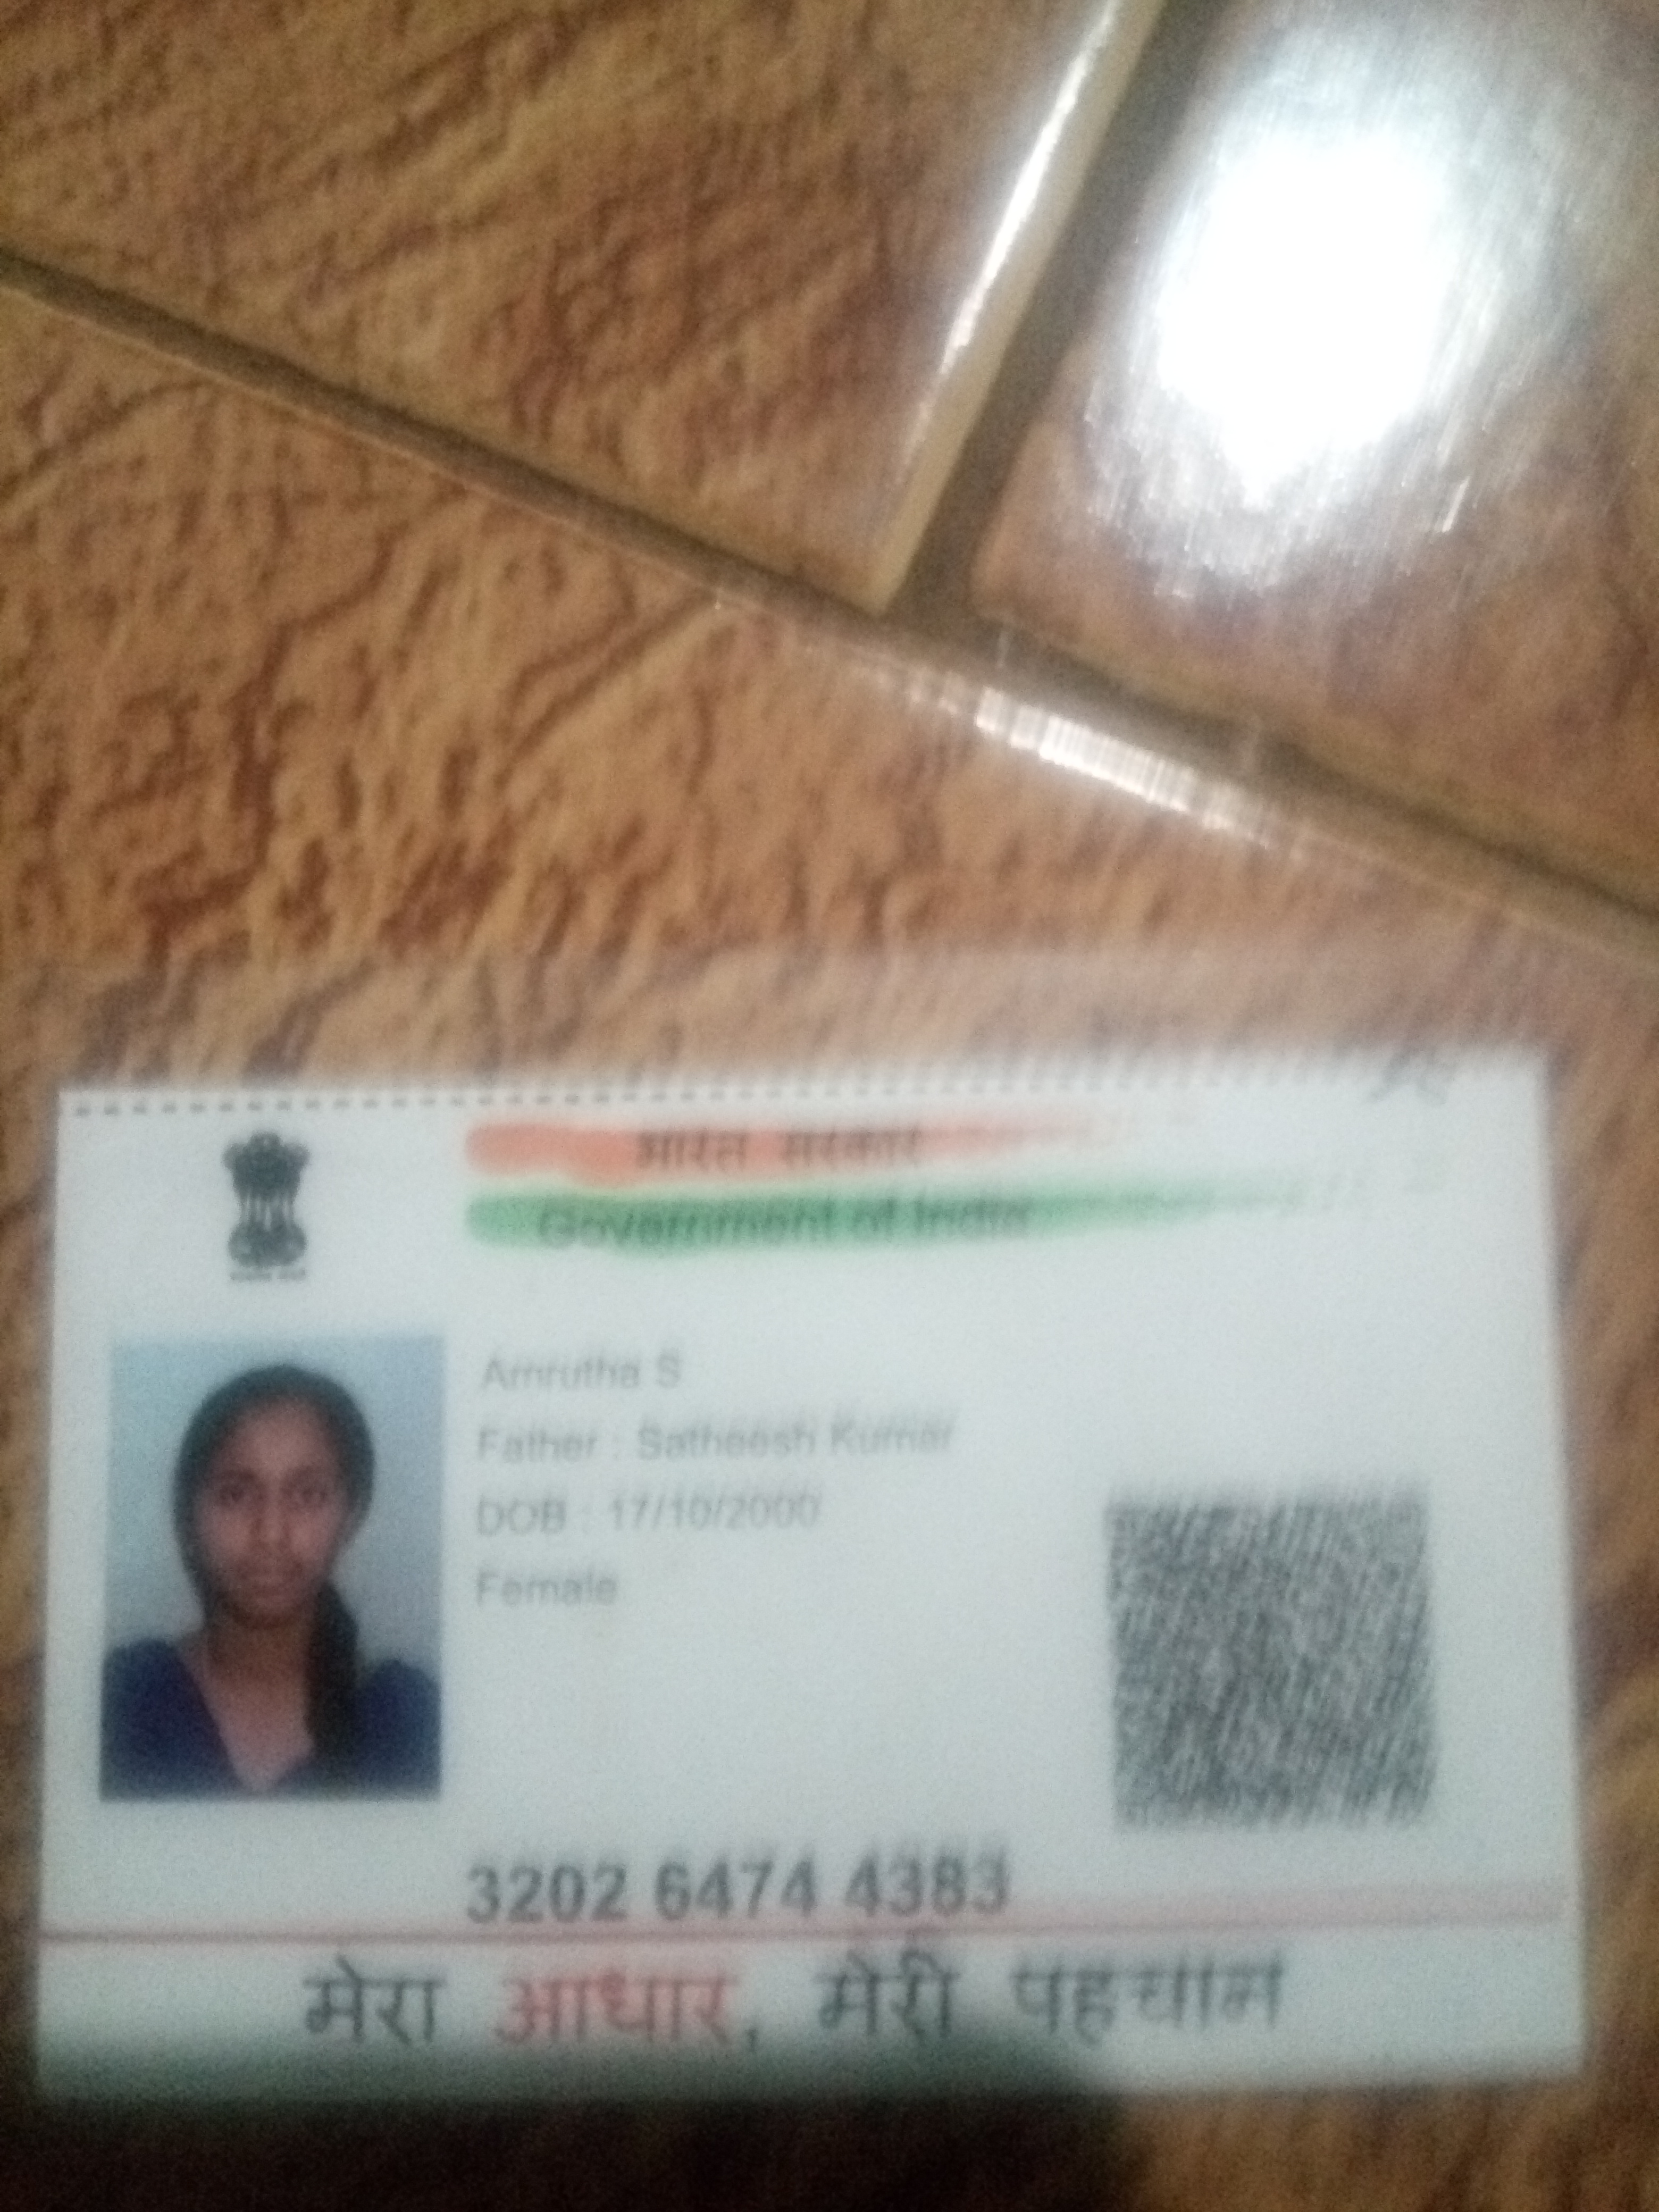 भारत सरकार
Government of India
Amrutha S
Father : Satheesh Kumar
DOB : 17/10/2000
Female
3202 6474 4383
मेरा आधार, मेरी पहचान